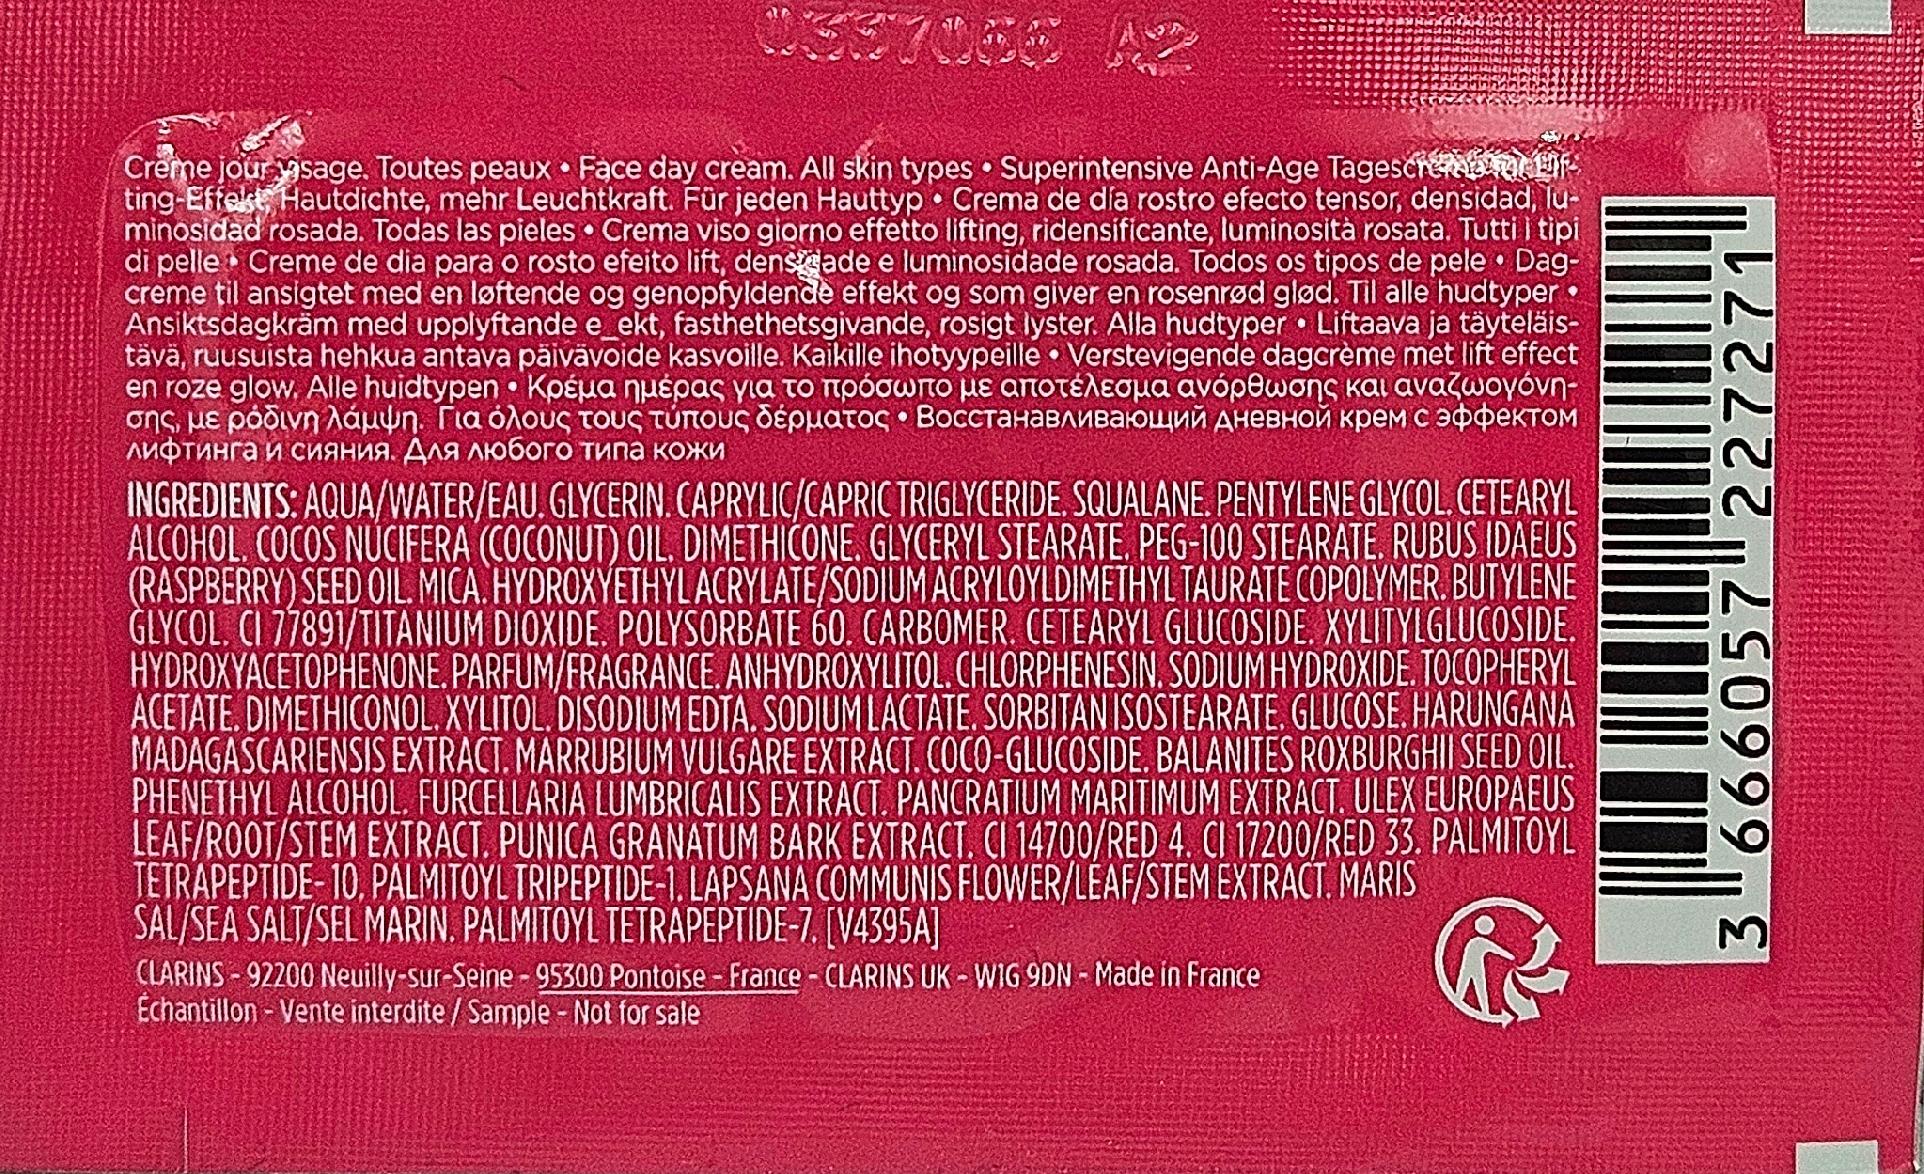 A2
Crème jour visage. Toutes peaux • Face day cream. All skin types • Superintensive Anti-Age
ting-Effekt, Hautdichte, mehr Leuchtkraft. Für jeden Hauttyp • Crema de día rostro efecto tensor, densidad, lu-
minosidad rosada. Todas las pieles • Crema viso giorno effetto lifting, ridensificante, luminosità rosata. Tutti i tipi
di pelle • Creme de dia para o rosto efeito lift, densidade e luminosidade rosada. Todos os tipos de pele • Dag-
creme til ansigtet med en løftende og genopfyldende effekt og som giver en rosenrød glød. Til alle hudtyper •
Ansiktsdagkräm med upplyftande e_ekt, fasthethetsgivande, rosigt lyster. Alla hudtyper • Liftaava ja täyteläis-
tävä, ruusuista hehkua antava päivävoide kasvoille. Kaikille ihotyypeille • Verstevigende dagcrème met lift effect
en roze glow. Alle huidtypen • Κρέμα ημέρας για το πρόσωπο με αποτέλεσμα ανόρθωσης και αναζωογόνη-
σης, με ρόδινη λάμψη. Για όλους τους τύπους δέρματος • Восстанавливающий дневной крем с эффектом
лифтинга и сияния. Для любого типа кожи
INGREDIENTS: AQUA/WATER/EAU. GLYCERIN. CAPRYLIC/CAPRIC TRIGLYCERIDE. SQUALANE. PENTYLENE GLYCOL. CETEARYL
ALCOHOL. COCOS NUCIFERA (COCONUT) OIL. DIMETHICONE. GLYCERYL STEARATE. PEG-100 STEARATE. RUBUS IDAEUS
(RASPBERRY) SEED OIL. MICA. HYDROXYETHYL ACRYLATE/SODIUM ACRYLOYLDIMETHYL TAURATE COPOLYMER. BUTYLENE
GLYCOL. CI 77891/TITANIUM DIOXIDE. POLYSORBATE 60. CARBOMER. CETEARYL GLUCOSIDE. XYLITYLGLUCOSIDE.
HYDROXYACETOPHENONE. PARFUM/FRAGRANCE. ANHYDROXYLITOL. CHLORPHENESIN. SODIUM HYDROXIDE. TOCOPHERYL
ACETATE. DIMETHICONOL. XYLITOL. DISODIUM EDTA. SODIUM LACTATE. SORBITAN ISOSTEARATE. GLUCOSE. HARUNGANA
MADAGASCARIENSIS EXTRACT. MARRUBIUM VULGARE EXTRACT. COCO-GLUCOSIDE. BALANITES ROXBURGHII SEED OIL.
PHENETHYL ALCOHOL. FURCELLARIA LUMBRICALIS EXTRACT. PANCRATIUM MARITIMUM EXTRACT. ULEX EUROPAEUS
LEAF/ROOT/STEM EXTRACT. PUNICA GRANATUM BARK EXTRACT. CI 14700/RED 4. CI 17200/RED 33. PALMITOYL
TETRAPEPTIDE-10. PALMITOYL TRIPEPTIDE-1. LAPSANA COMMUNIS FLOWER/LEAF/STEM EXTRACT. MARIS
SAL/SEA SALT/SEL MARIN. PALMITOYL TETRAPEPTIDE-7. [V4395A]
CLARINS - 92200 Neuilly-sur-Seine - 95300 Pontoise - France - CLARINS UK - W1G 9DN - Made in France
Échantillon - Vente interdite / Sample - Not for sale
3 666057 227271